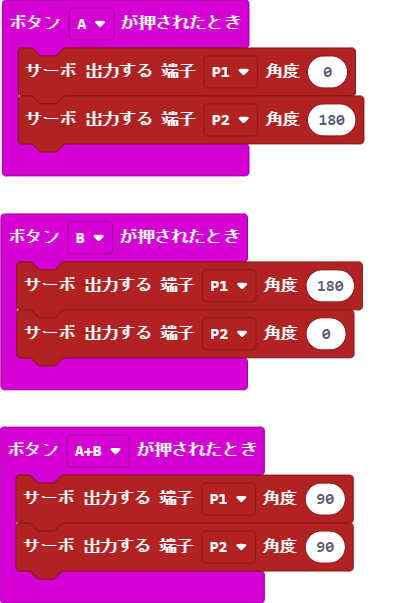 ボタン A が押されたとき
サーボ 出力する 端子 P1 角度 0
サーボ 出力する 端子 P2 角度 180
ボタン B が押されたとき
サーボ 出力する 端子 P1 角度 180
サーボ 出力する 端子 P2 角度 0
ボタン A+B が押されたとき
サーボ 出力する 端子 P1 角度 90
サーボ 出力する 端子 P2 角度 90